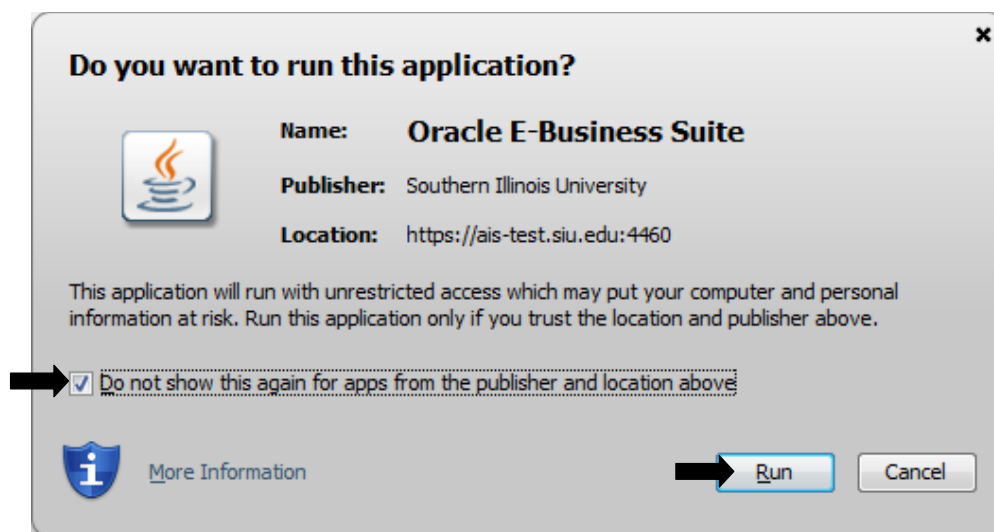 Do you want to run this application?
Name: Oracle E-Business Suite
Publisher: Southern Illinois University
Location: https://ais-test.siu.edu:4460
This application will run with unrestricted access which may put your computer and personal
information at risk. Run this application only if you trust the location and publisher above.
Do not show this again for apps from the publisher and location above
More Information
Run
Cancel